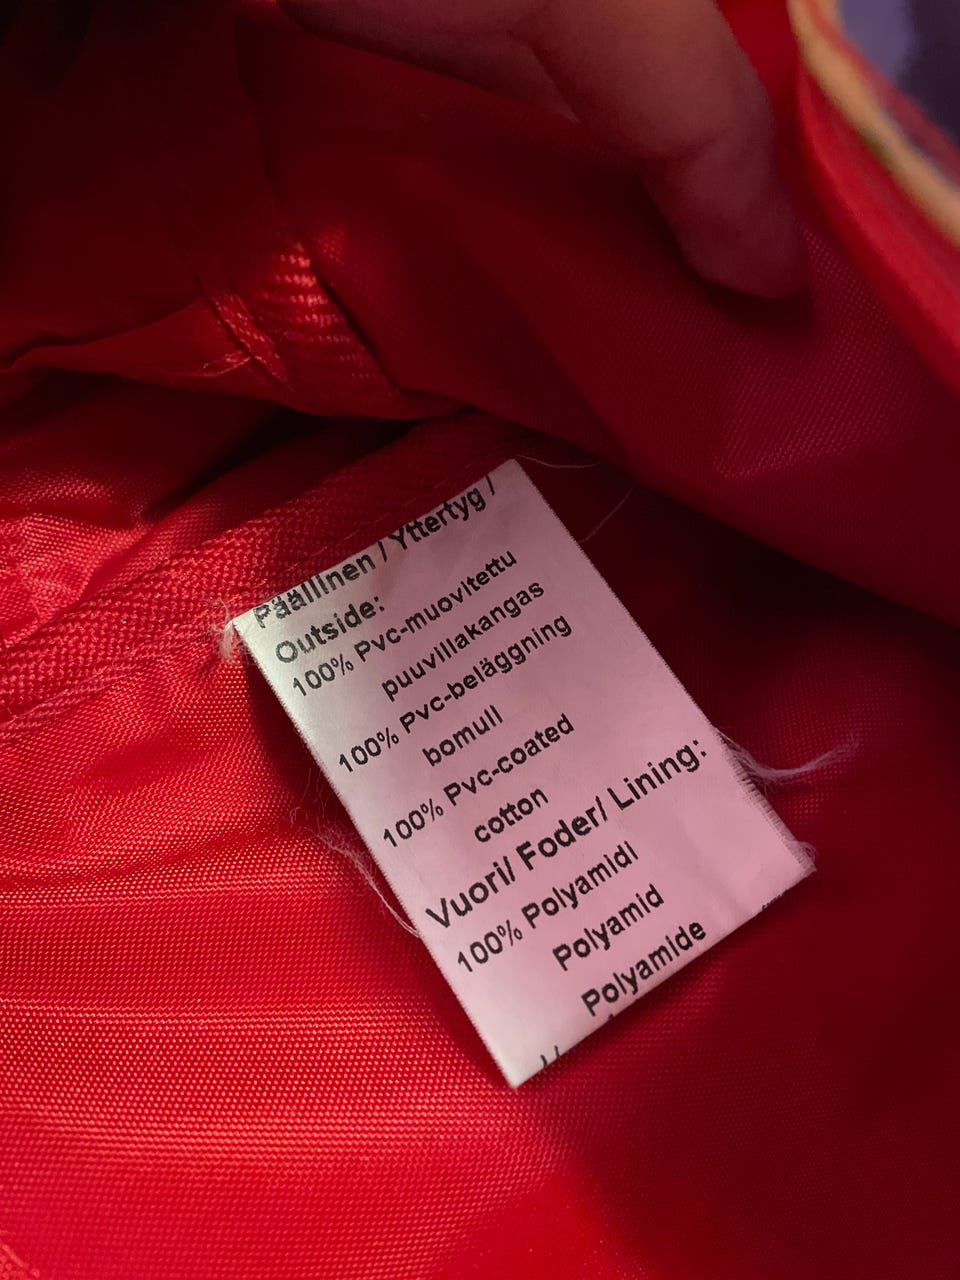 Päällinen / Yttertyg /
Outside:
100% Pvc-muovitettu
puuvillakangas
100% Pvc-beläggning
bomull
100% Pvc-coated
cotton
Vuori/ Foder/ Lining:
100% Polyamidi
Polyamid
Polyamide